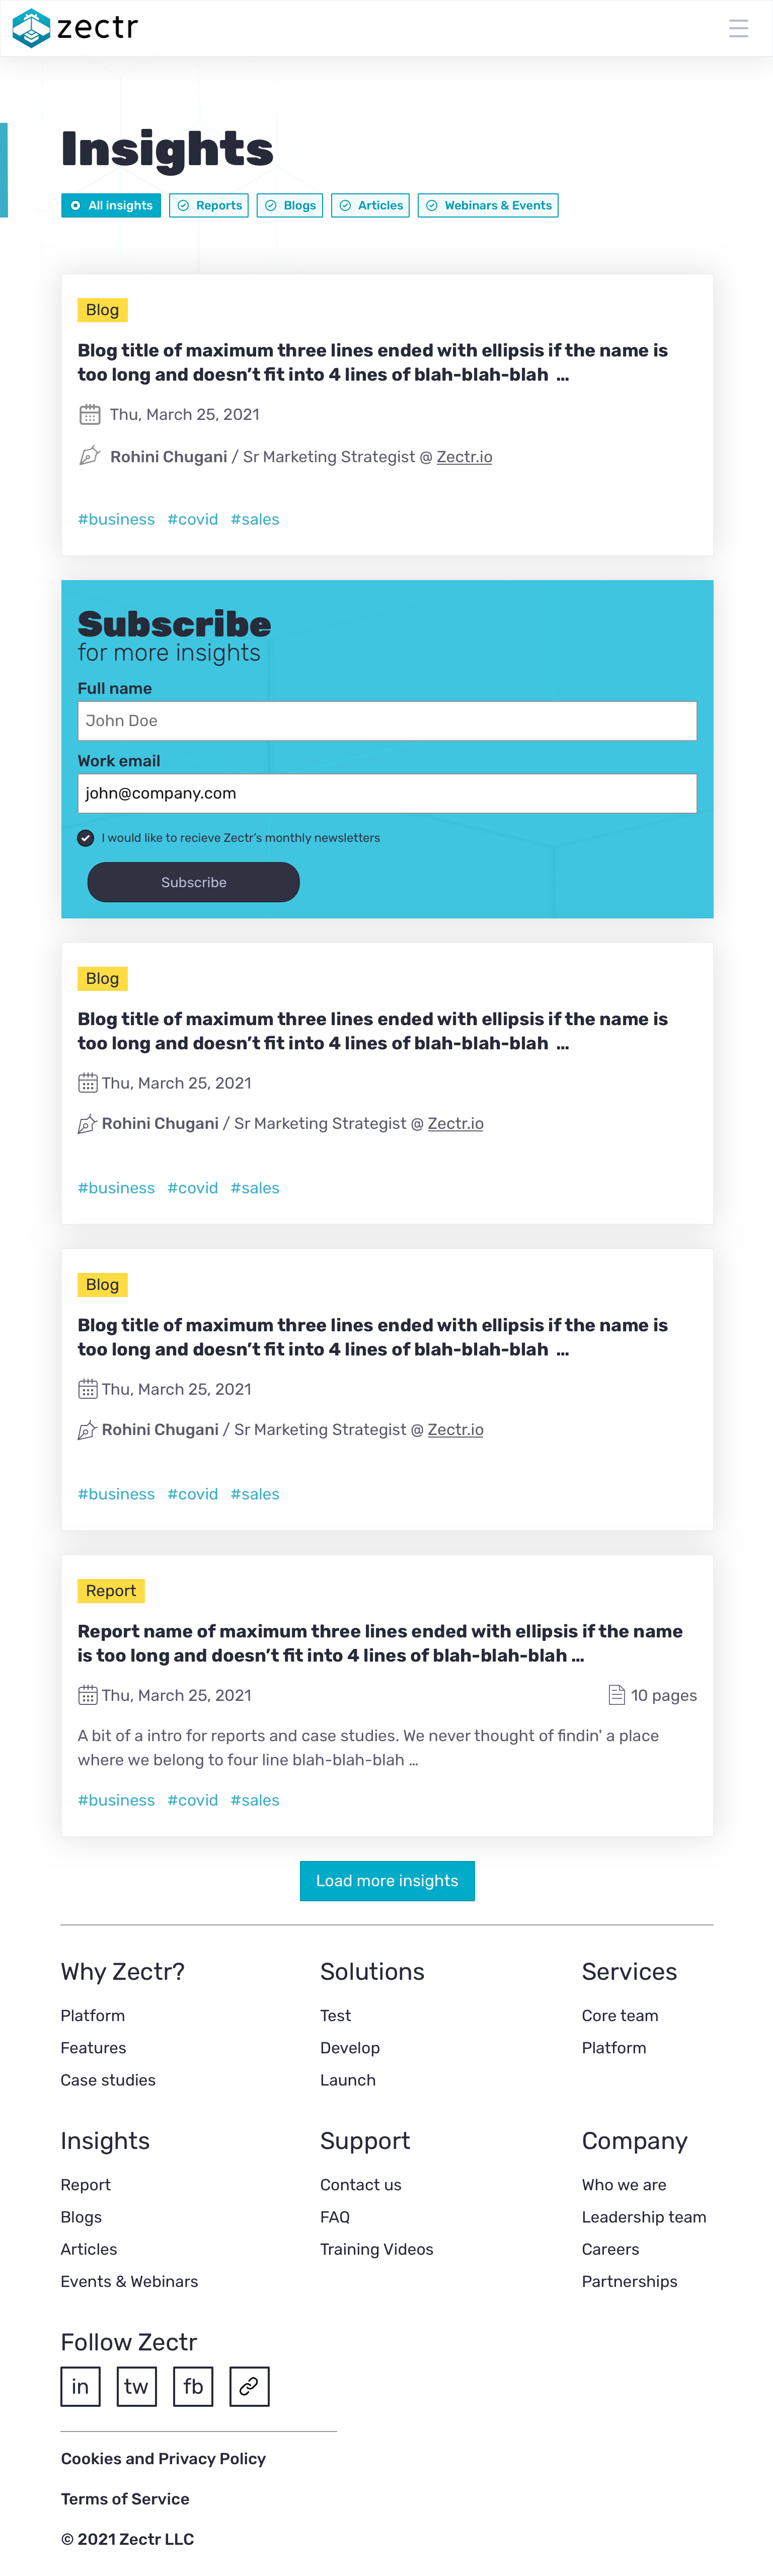 zectr
Insights
All insights Reports Blogs Articles Webinars & Events
Blog
Blog title of maximum three lines ended with ellipsis if the name is
too long and doesn’t fit into 4 lines of blah-blah-blah ...
Thu, March 25, 2021
Rohini Chugani / Sr Marketing Strategist @ Zectr.io
#business #covid #sales
Subscribe
for more insights
Full name
John Doe
Work email
john@company.com
I would like to recieve Zectr’s monthly newsletters
Subscribe
Blog
Blog title of maximum three lines ended with ellipsis if the name is
too long and doesn’t fit into 4 lines of blah-blah-blah ...
Thu, March 25, 2021
Rohini Chugani / Sr Marketing Strategist @ Zectr.io
#business #covid #sales
Blog
Blog title of maximum three lines ended with ellipsis if the name is
too long and doesn’t fit into 4 lines of blah-blah-blah ...
Thu, March 25, 2021
Rohini Chugani / Sr Marketing Strategist @ Zectr.io
#business #covid #sales
Report
Report name of maximum three lines ended with ellipsis if the name
is too long and doesn’t fit into 4 lines of blah-blah-blah ...
Thu, March 25, 2021 10 pages
A bit of a intro for reports and case studies. We never thought of findin' a place
where we belong to four line blah-blah-blah ...
#business #covid #sales
Load more insights
Why Zectr? Solutions Services
Platform Test Core team
Features Develop Platform
Case studies Launch
Insights Support Company
Report Contact us Who we are
Blogs FAQ Leadership team
Articles Training Videos Careers
Events & Webinars Partnerships
Follow Zectr
in tw fb
Cookies and Privacy Policy
Terms of Service
© 2021 Zectr LLC